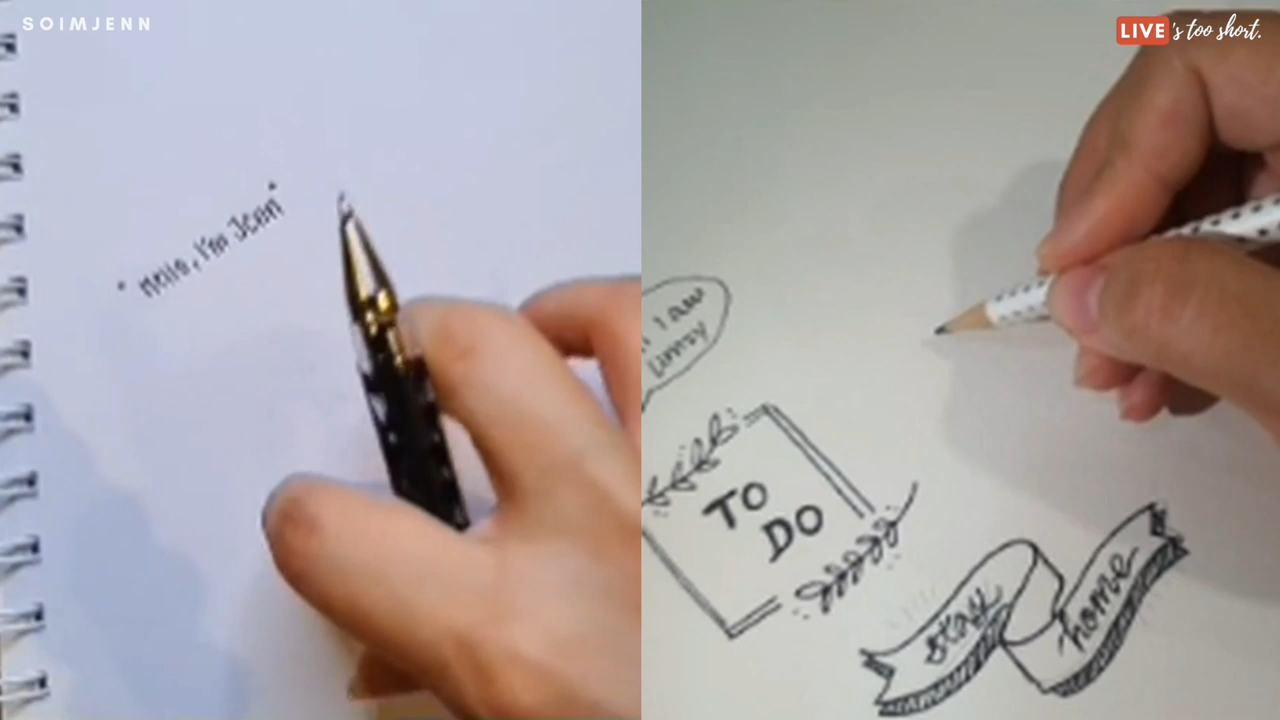 SOIMJENN
LIVE's too short.
"Hello, I'm Jenn"
I am
TO
DO
stay
home